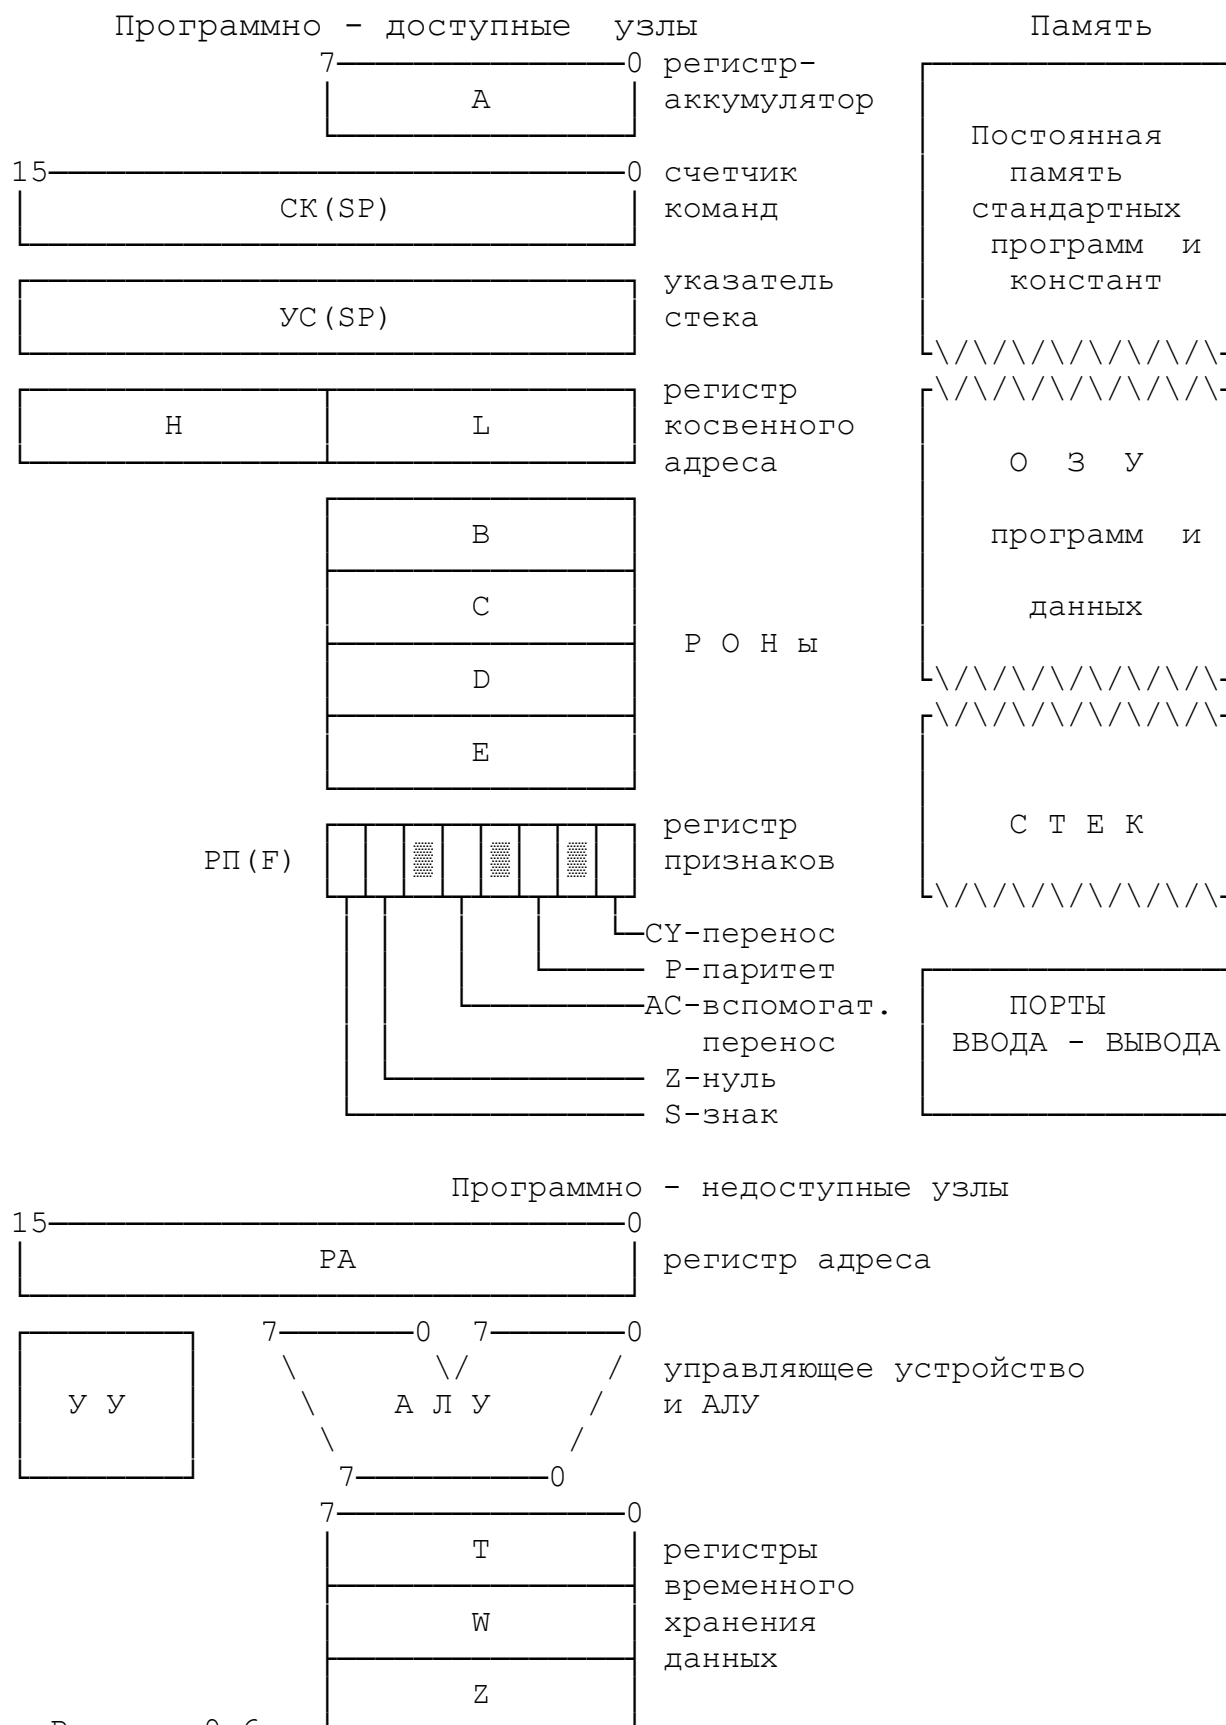 Программно - доступные узлы
Память
7 0 регистр-
A аккумулятор
Постоянная
память
стандартных
программ и
констант
15 0 счетчик
СК(SP) команд
указатель
УС(SP) стека
регистр
H L косвенного
адреса
О З У
программ и
данных
B
C
Р О Н ы
D
E
С Т Е К
регистр
РП(F) признаков
CY-перенос
P-паритет
AC-вспомогат.
перенос
Z-нуль
S-знак
ПОРТЫ
ВВОДА - ВЫВОДА
Программно - недоступные узлы
15 0
РА регистр адреса
7 0 7 0
управляющее устройство
У У А Л У и АЛУ
7 0
7 0
T регистры
временного
W хранения
данных
Z